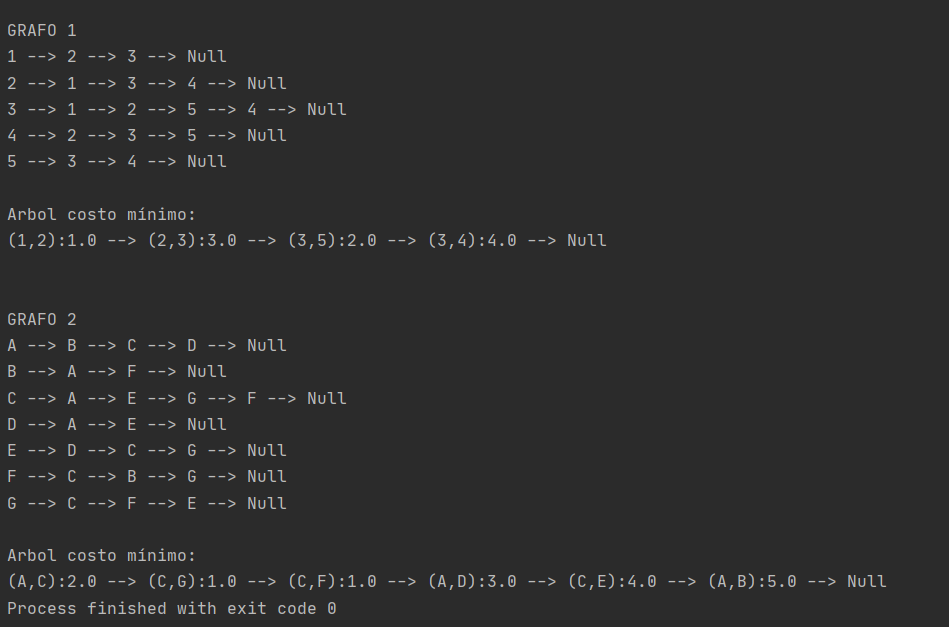 GRAFO 1
1 --> 2 --> 3 --> Null
2 --> 1 --> 3 --> 4 --> Null
3 --> 1 --> 2 --> 5 --> 4 --> Null
4 --> 2 --> 3 --> 5 --> Null
5 --> 3 --> 4 --> Null
Arbol costo mínimo:
(1,2):1.0 --> (2,3):3.0 --> (3,5):2.0 --> (3,4):4.0 --> Null
GRAFO 2
A --> B --> C --> D --> Null
B --> A --> F --> Null
C --> A --> E --> G --> F --> Null
D --> A --> E --> Null
E --> D --> C --> G --> Null
F --> C --> B --> G --> Null
G --> C --> F --> E --> Null
Arbol costo mínimo:
(A,C):2.0 --> (C,G):1.0 --> (C,F):1.0 --> (A,D):3.0 --> (C,E):4.0 --> (A,B):5.0 --> Null
Process finished with exit code 0